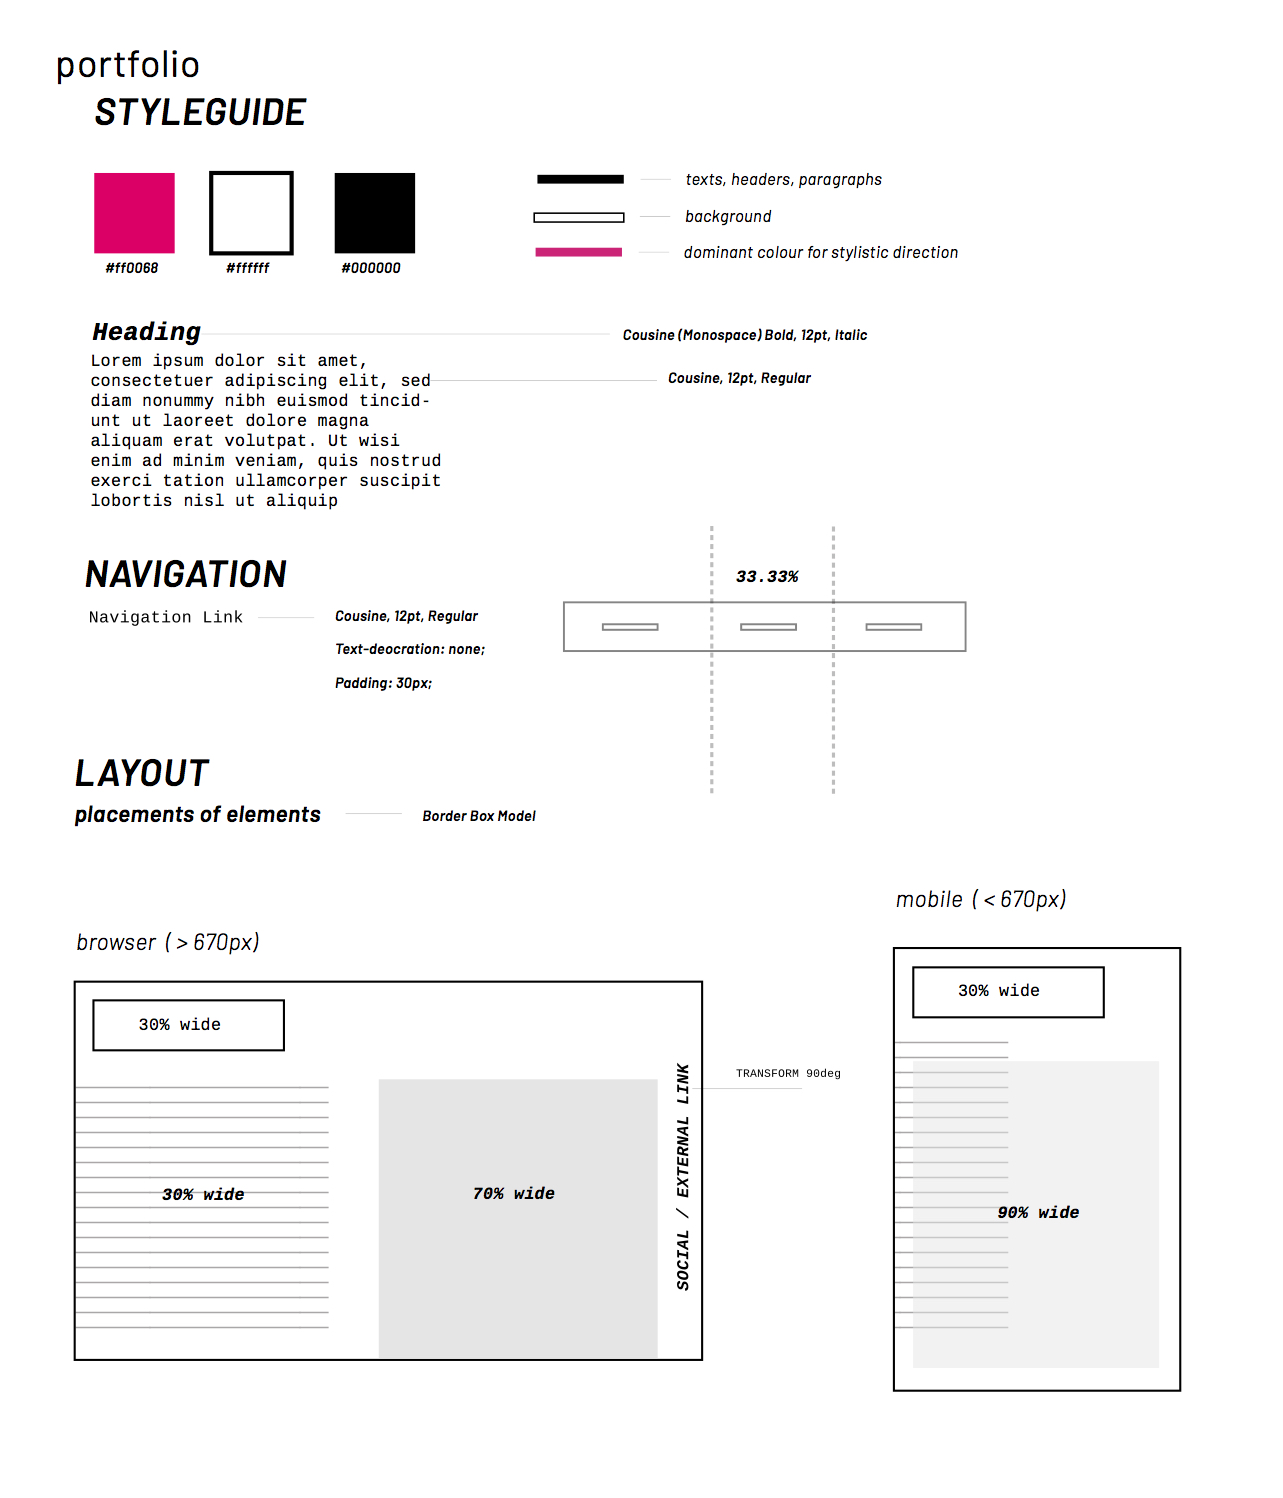 portfolio
STYLEGUIDE
#ff0068
#ffffff
#000000
texts, headers, paragraphs
background
dominant colour for stylistic direction
Heading
Cousine (Monospace) Bold, 12pt, Italic
Lorem ipsum dolor sit amet,
consectetuer adipiscing elit, sed
diam nonummy nibh euismod tincid-
unt ut laoreet dolore magna
aliquam erat volutpat. Ut wisi
enim ad minim veniam, quis nostrud
exerci tation ullamcorper suscipit
lobortis nisl ut aliquip
Cousine, 12pt, Regular
NAVIGATION
Navigation Link
Cousine, 12pt, Regular
Text-deocration: none;
Padding: 30px;
33.33%
LAYOUT
placements of elements
Border Box Model
browser ( > 670px)
30% wide
30% wide
70% wide
SOCIAL / EXTERNAL LINK
TRANSFORM 90deg
mobile ( < 670px)
30% wide
90% wide